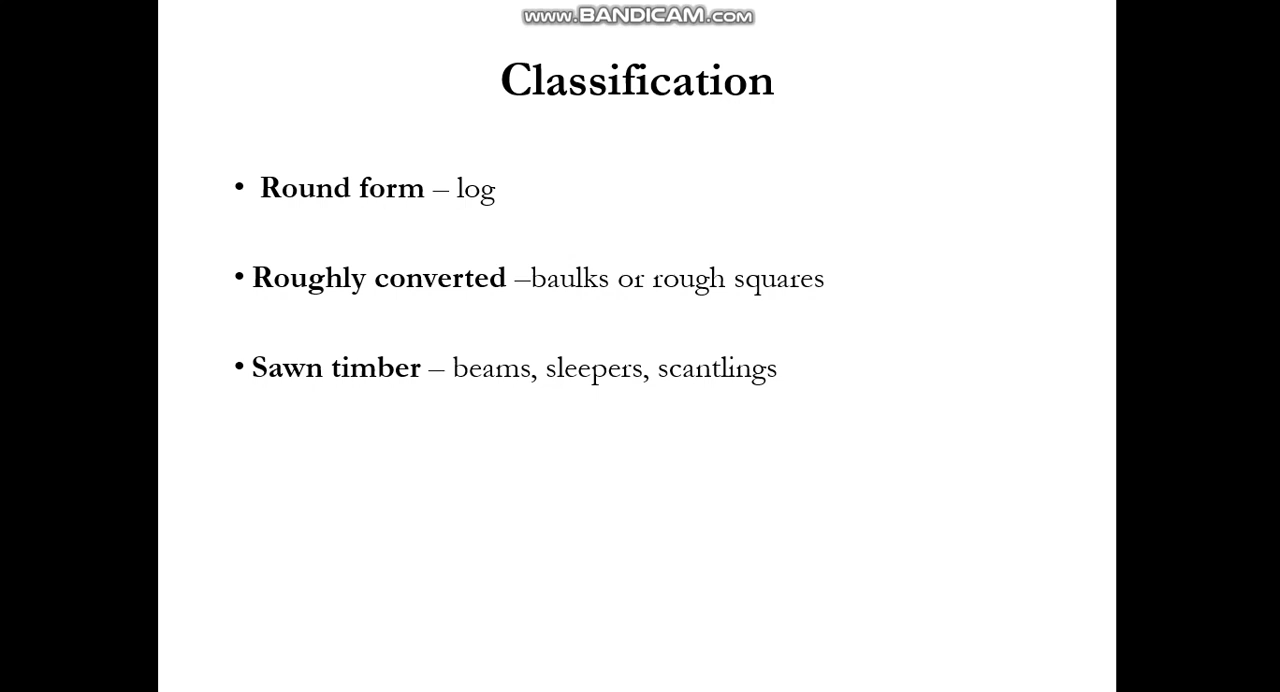 www.BANDICAM.com
Classification
• Round form – log
• Roughly converted –baulks or rough squares
• Sawn timber – beams, sleepers, scantlings